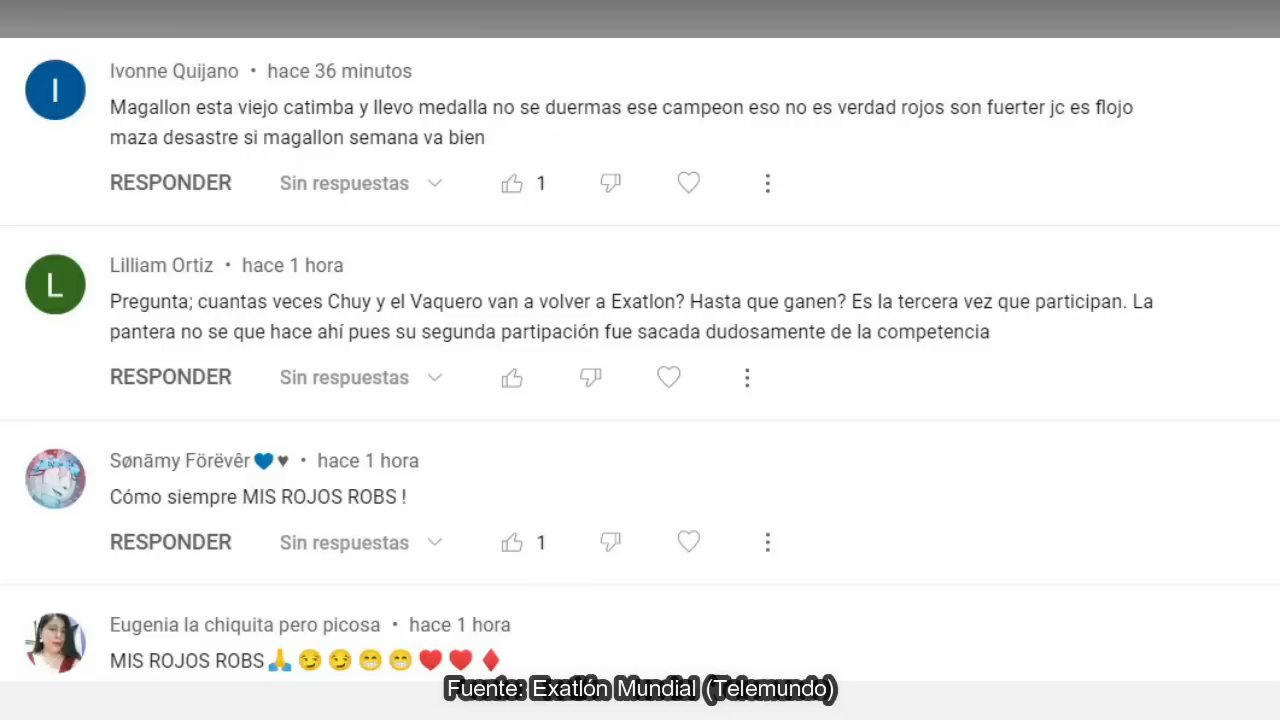 I
Ivonne Quijano • hace 36 minutos
Magallon esta viejo catimba y llevo medalla no se duermas ese campeon eso no es verdad rojos son fuerter jc es flojo
maza desastre si magallon semana va bien
RESPONDER Sin respuestas 1
L
Lilliam Ortiz • hace 1 hora
Pregunta; cuantas veces Chuy y el Vaquero van a volver a Exatlon? Hasta que ganen? Es la tercera vez que participan. La
pantera no se que hace ahí pues su segunda partipación fue sacada dudosamente de la competencia
RESPONDER Sin respuestas
Sønāmy Förëvêr💙♥ • hace 1 hora
Cómo siempre MIS ROJOS ROBS !
RESPONDER Sin respuestas 1
Eugenia la chiquita pero picosa • hace 1 hora
MIS ROJOS ROBS🙏😏😏😁😁❤️❤️♦️
Fuente: Exatlón Mundial (Telemundo)